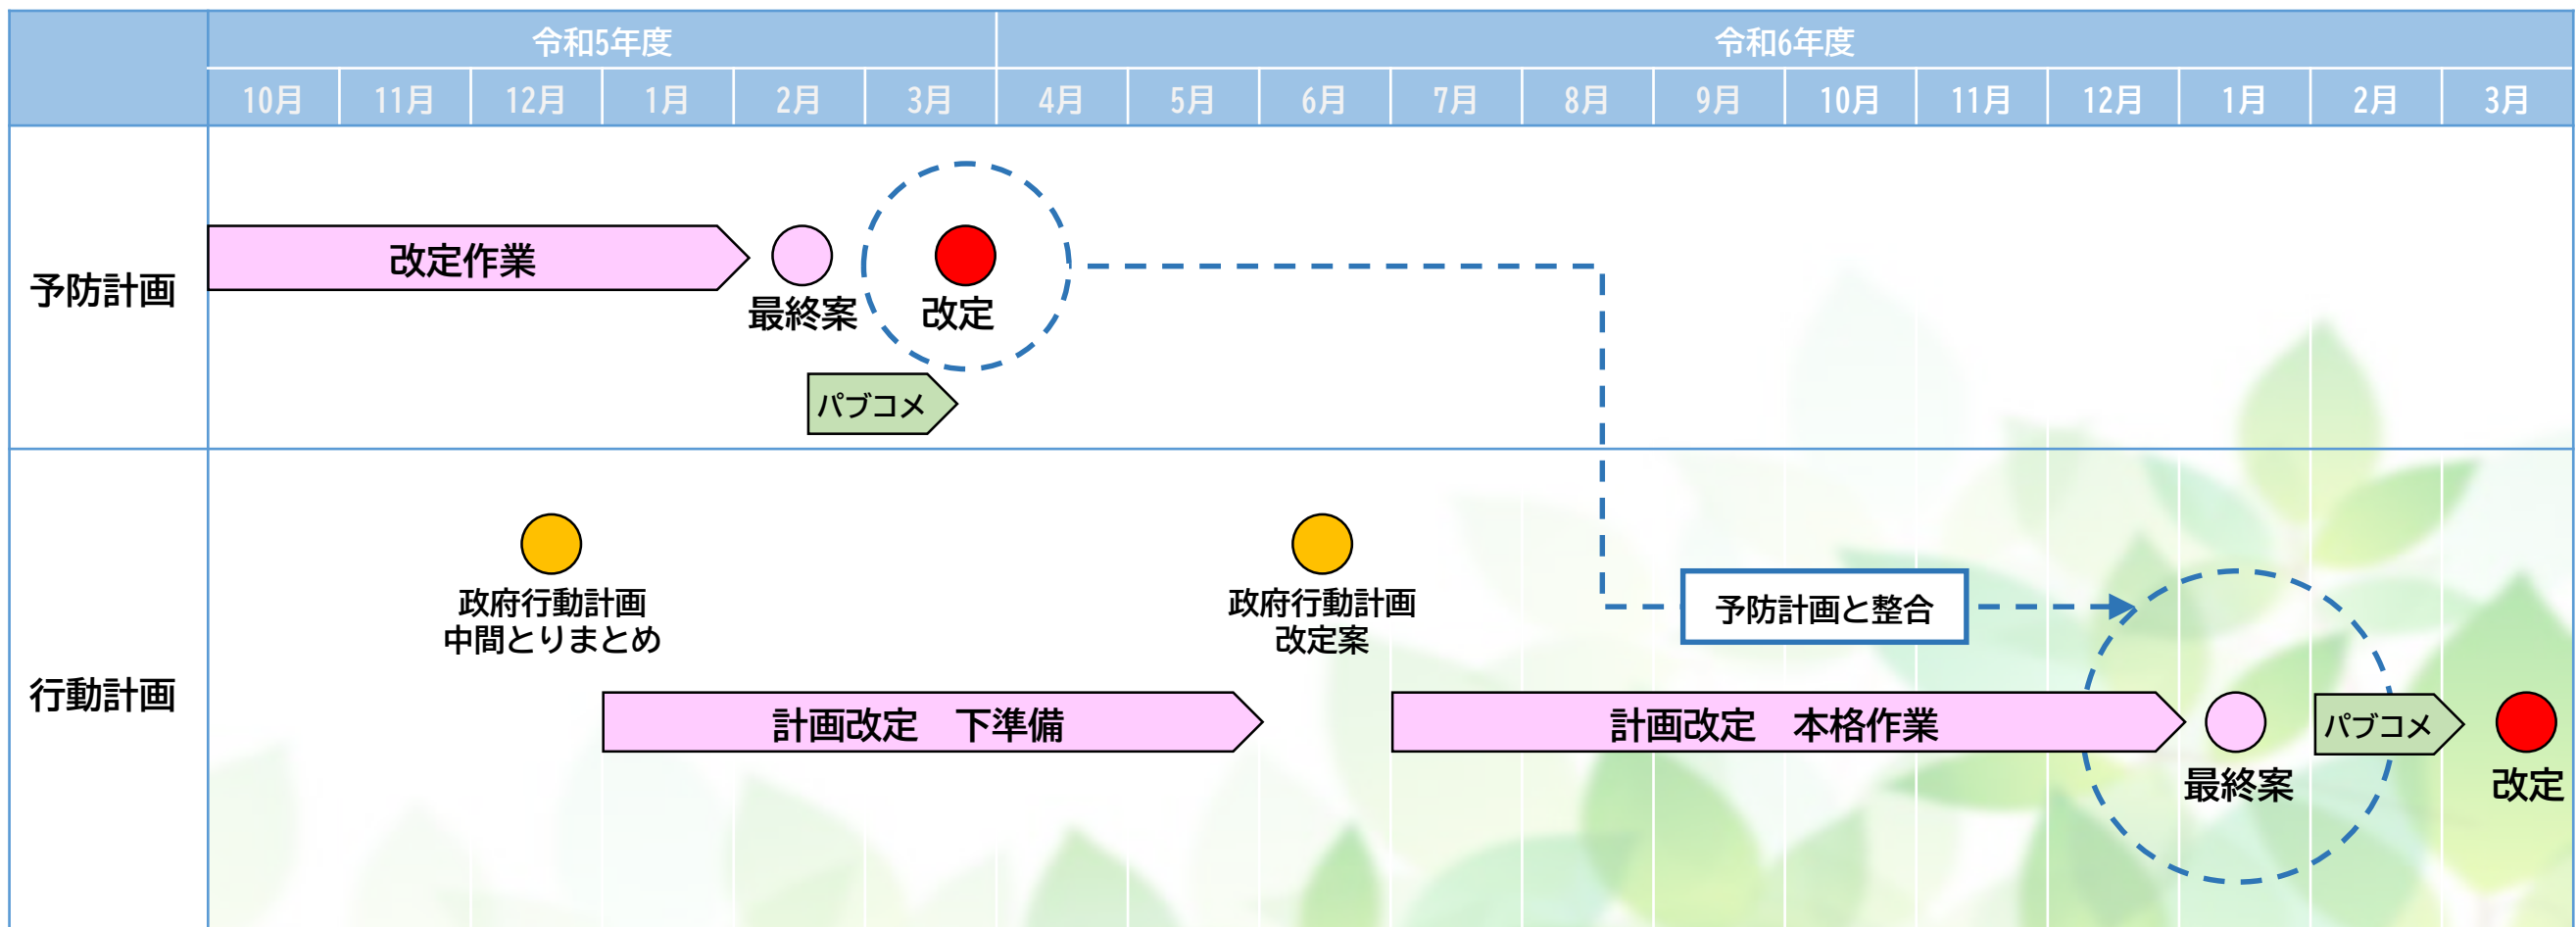 令和5年度
令和6年度
10月
11月
12月
1月
2月
3月
4月
5月
6月
7月
8月
9月
10月
11月
12月
1月
2月
3月
予防計画
改定作業
最終案
改定
パブコメ
行動計画
政府行動計画
中間とりまとめ
政府行動計画
改定案
予防計画と整合
計画改定　下準備
計画改定　本格作業
最終案
パブコメ
改定